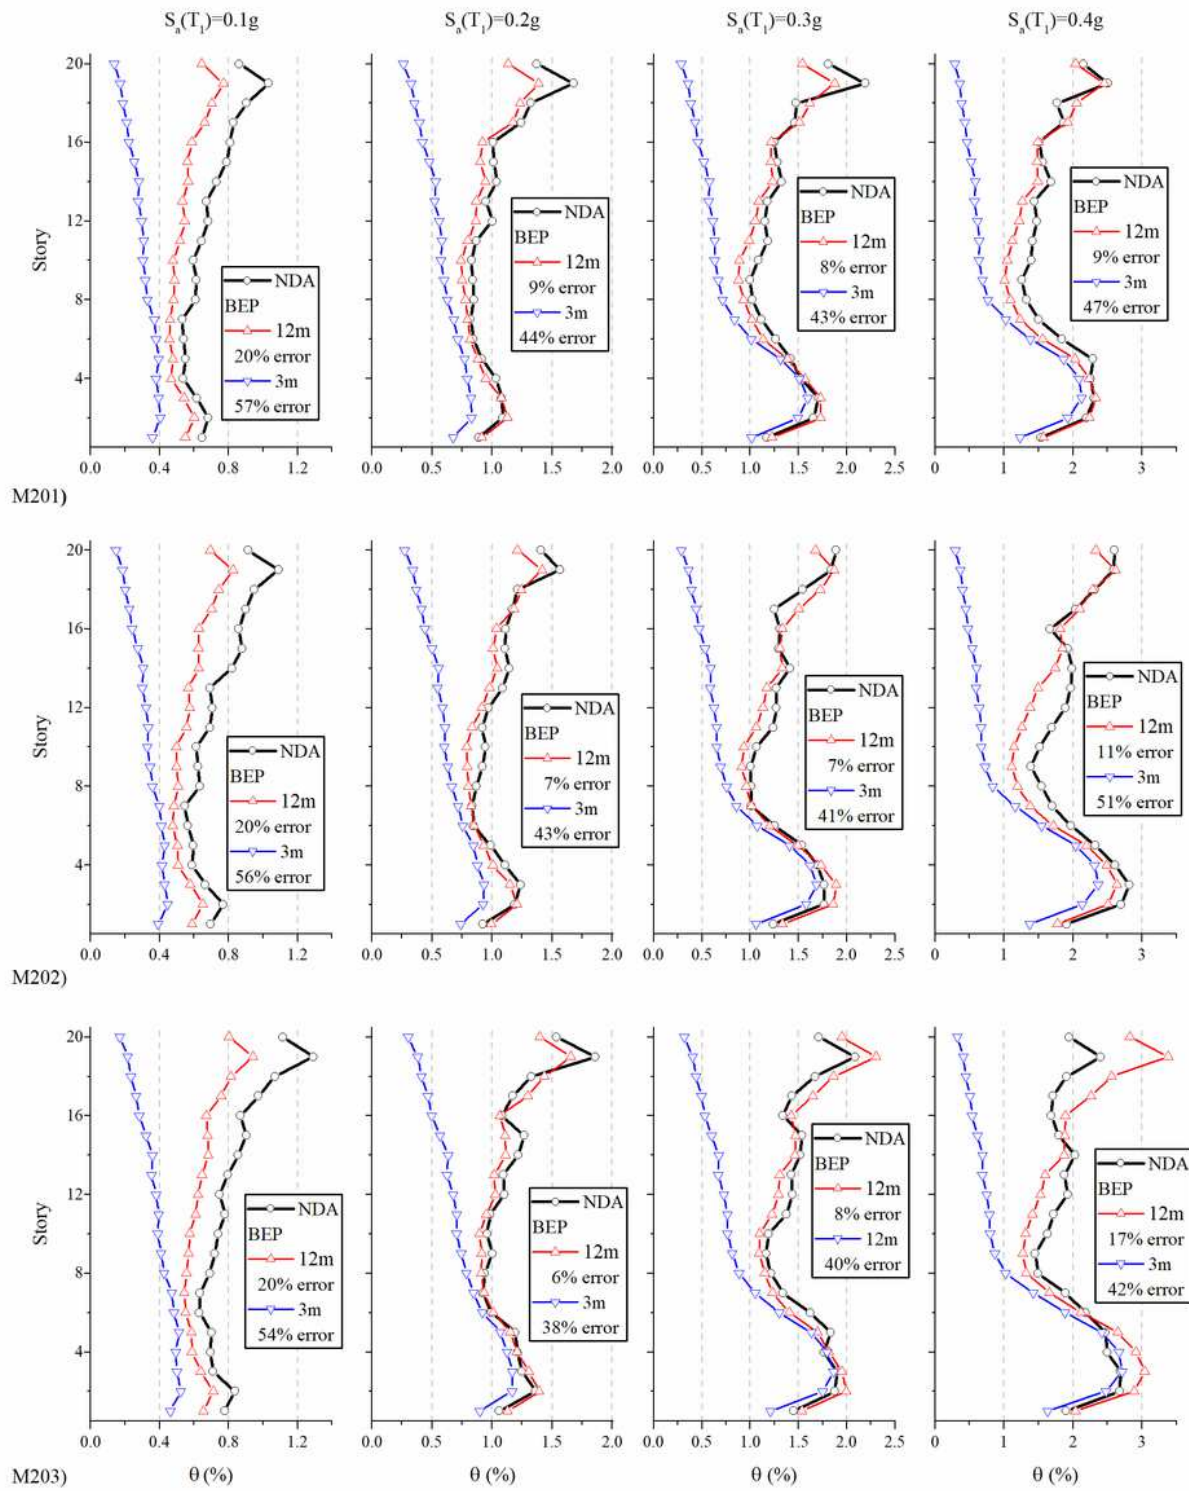 Sa(T1)=0.1g Sa(T1)=0.2g Sa(T1)=0.3g Sa(T1)=0.4g
Story
20
16
12
8
4
NDA
BEP
12m
20% error
3m
57% error
0.0 0.4 0.8 1.2
NDA
BEP
12m
9% error
3m
44% error
0.0 0.5 1.0 1.5 2.0
NDA
BEP
12m
8% error
3m
43% error
0.0 0.5 1.0 1.5 2.0 2.5
NDA
BEP
12m
9% error
3m
47% error
0 1 2 3
M201)
Story
20
16
12
8
4
NDA
BEP
12m
20% error
3m
56% error
0.0 0.4 0.8 1.2
NDA
BEP
12m
7% error
3m
43% error
0.0 0.5 1.0 1.5 2.0
NDA
BEP
12m
7% error
3m
41% error
0.0 0.5 1.0 1.5 2.0 2.5
NDA
BEP
12m
11% error
3m
51% error
0 1 2 3
M202)
Story
20
16
12
8
4
NDA
BEP
12m
20% error
3m
54% error
0.0 0.4 0.8 1.2
NDA
BEP
12m
6% error
3m
38% error
0.0 0.5 1.0 1.5 2.0
NDA
BEP
12m
8% error
12m
40% error
0.0 0.5 1.0 1.5 2.0 2.5
NDA
BEP
12m
17% error
3m
42% error
0 1 2 3
M203) θ (%) θ (%) θ (%) θ (%)